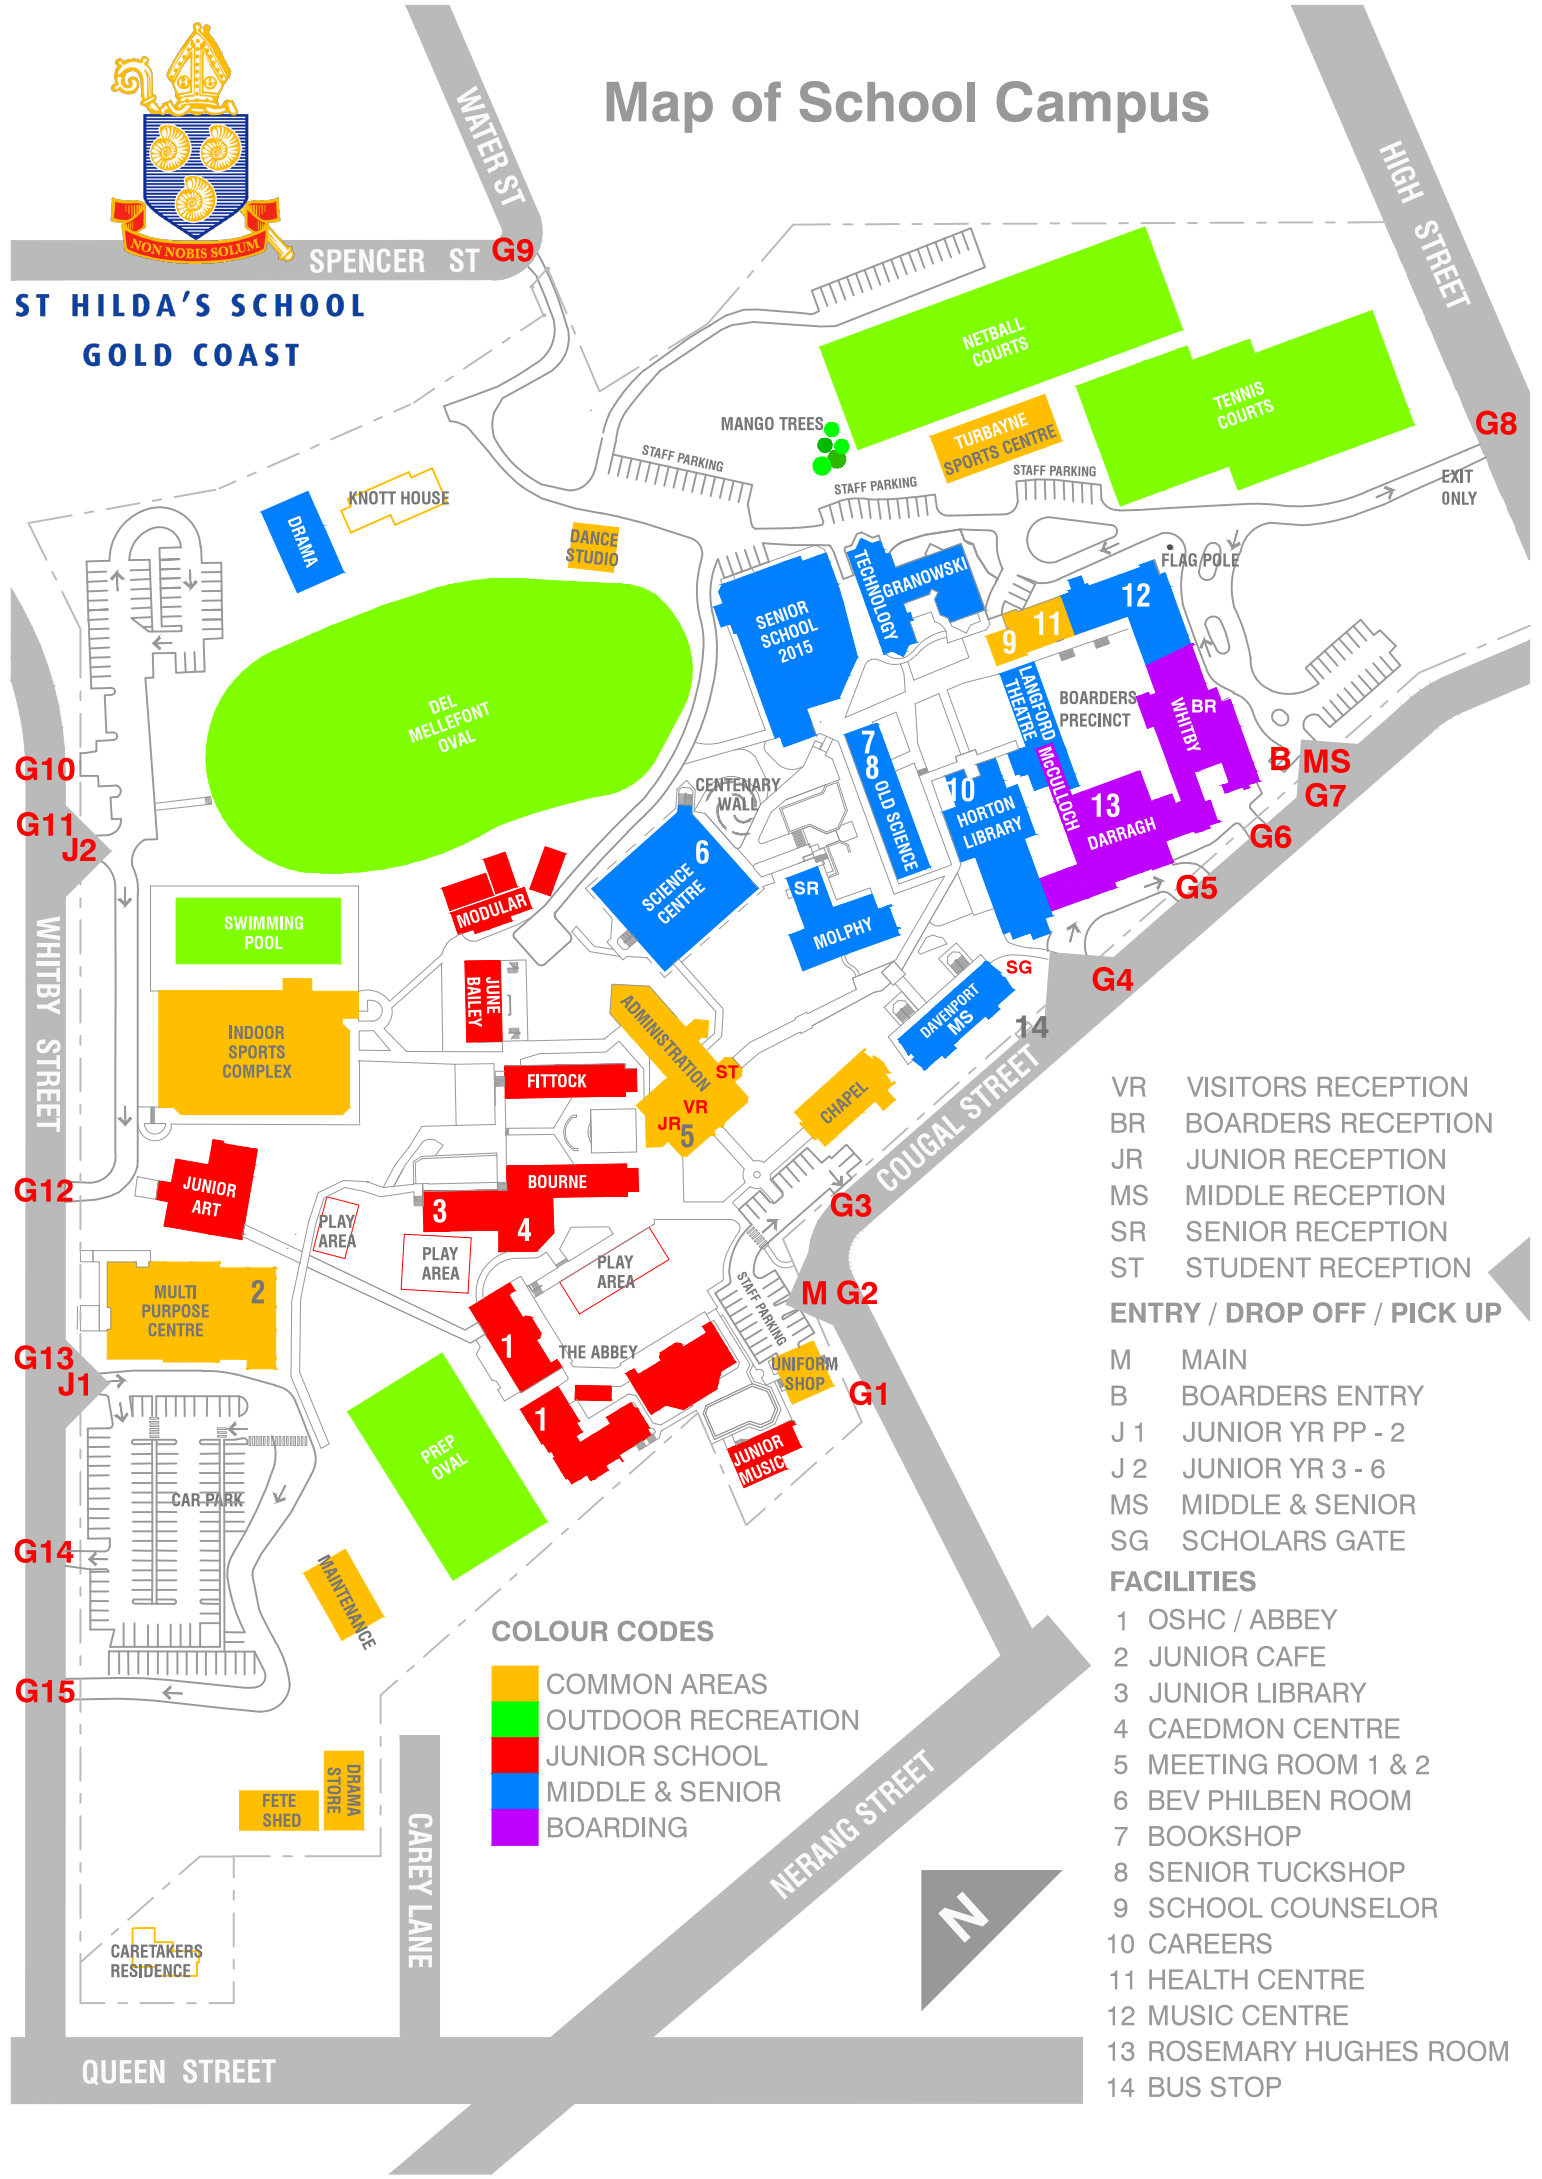 Map of School Campus
NON NOBIS SOLUM
ST HILDA'S SCHOOL
GOLD COAST
WATER ST
SPENCER ST
G9
HIGH STREET
NETBALL
COURTS
TENNIS
COURTS
G8
MANGO TREES
TURBAYNE
SPORTS CENTRE
STAFF PARKING
STAFF PARKING
STAFF PARKING
EXIT
ONLY
KNOTT HOUSE
DRAMA
DANCE
STUDIO
FLAG POLE
TECHNOLOGY
GRANOWSKI
12
11
9
SENIOR
SCHOOL
2015
LANGFORD
THEATRE
BOARDERS
PRECINCT
BR
WHITBY
DEL
MELLEFONT
OVAL
7
8
OLD SCIENCE
McCULLOCH
B
MS
G7
G10
G11
J2
CENTENARY
WALL
10
HORTON
LIBRARY
13
DARRAGH
G6
6
SCIENCE
CENTRE
SR
MOLPHY
G5
MODULAR
SWIMMING
POOL
SG
G4
WHITBY STREET
JUNE
BAILEY
ADMINISTRATION
DAVENPORT
MS
14
INDOOR
SPORTS
COMPLEX
FITTOCK
ST
VR
JR
5
CHAPEL
COUGAL STREET
G12
JUNIOR
ART
BOURNE
3
4
G3
PLAY
AREA
PLAY
AREA
PLAY
AREA
STAFF PARKING
M G2
MULTI
PURPOSE
CENTRE
2
1
THE ABBEY
UNIFORM
SHOP
G1
G13
J1
1
JUNIOR
MUSIC
PREP
OVAL
CAR PARK
G14
MAINTENANCE
G15
DRAMA
STORE
FETE
SHED
CAREY LANE
NERANG STREET
CARETAKERS
RESIDENCE
QUEEN STREET
N
COLOUR CODES
COMMON AREAS
OUTDOOR RECREATION
JUNIOR SCHOOL
MIDDLE & SENIOR
BOARDING
VR VISITORS RECEPTION
BR BOARDERS RECEPTION
JR JUNIOR RECEPTION
MS MIDDLE RECEPTION
SR SENIOR RECEPTION
ST STUDENT RECEPTION
ENTRY / DROP OFF / PICK UP
M MAIN
B BOARDERS ENTRY
J 1 JUNIOR YR PP - 2
J 2 JUNIOR YR 3 - 6
MS MIDDLE & SENIOR
SG SCHOLARS GATE
FACILITIES
1 OSHC / ABBEY
2 JUNIOR CAFE
3 JUNIOR LIBRARY
4 CAEDMON CENTRE
5 MEETING ROOM 1 & 2
6 BEV PHILBEN ROOM
7 BOOKSHOP
8 SENIOR TUCKSHOP
9 SCHOOL COUNSELOR
10 CAREERS
11 HEALTH CENTRE
12 MUSIC CENTRE
13 ROSEMARY HUGHES ROOM
14 BUS STOP